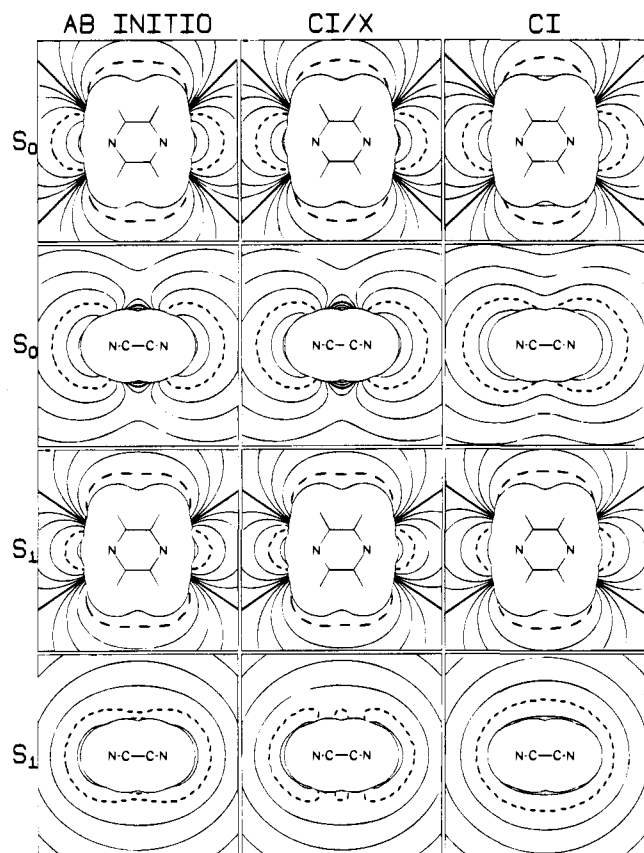 AB INITIO CI/X CI
S₀ N N N N N N
S₀ N·C—C·N N·C—C·N N·C—C·N
S₁ N N N N N N
S₁ N·C—C·N N·C—C·N N·C—C·N